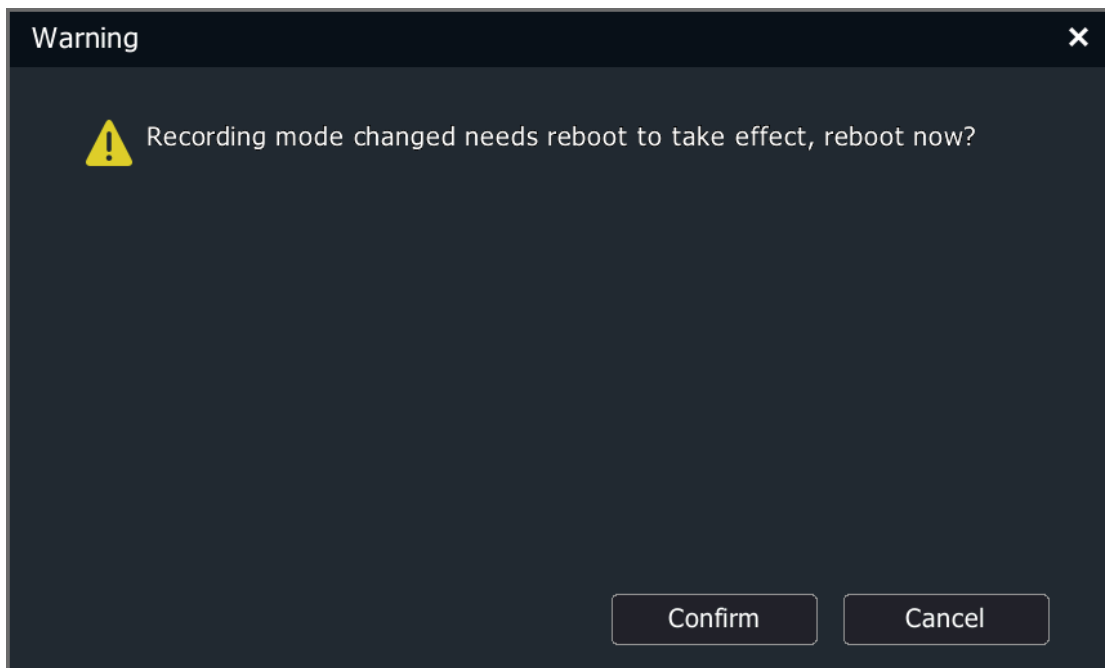 Warning
Recording mode changed needs reboot to take effect, reboot now?
Confirm
Cancel